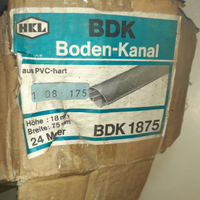 HKL
BDK
Boden-Kanal
aus PVC-hart
1 08 175
Höhe: 18 mm
Breite: 75 mm
24 Meter
BDK 1875